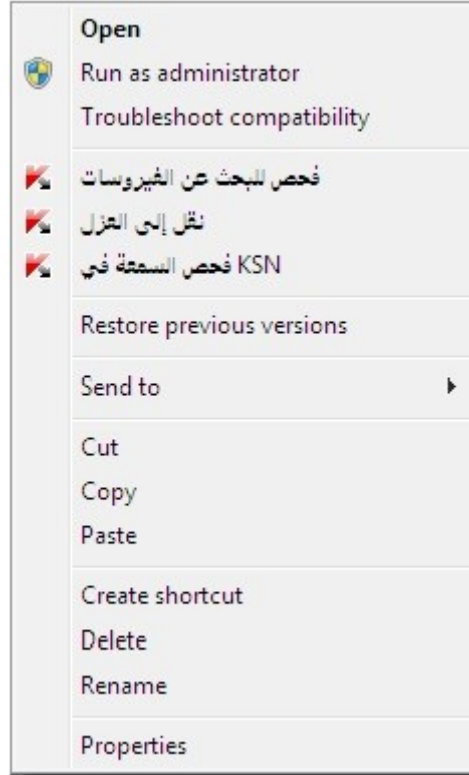 Open
Run as administrator
Troubleshoot compatibility
فحص للبحث عن الفيروسات
نقل إلى العزل
فحص السمعة في KSN
Restore previous versions
Send to
Cut
Copy
Paste
Create shortcut
Delete
Rename
Properties